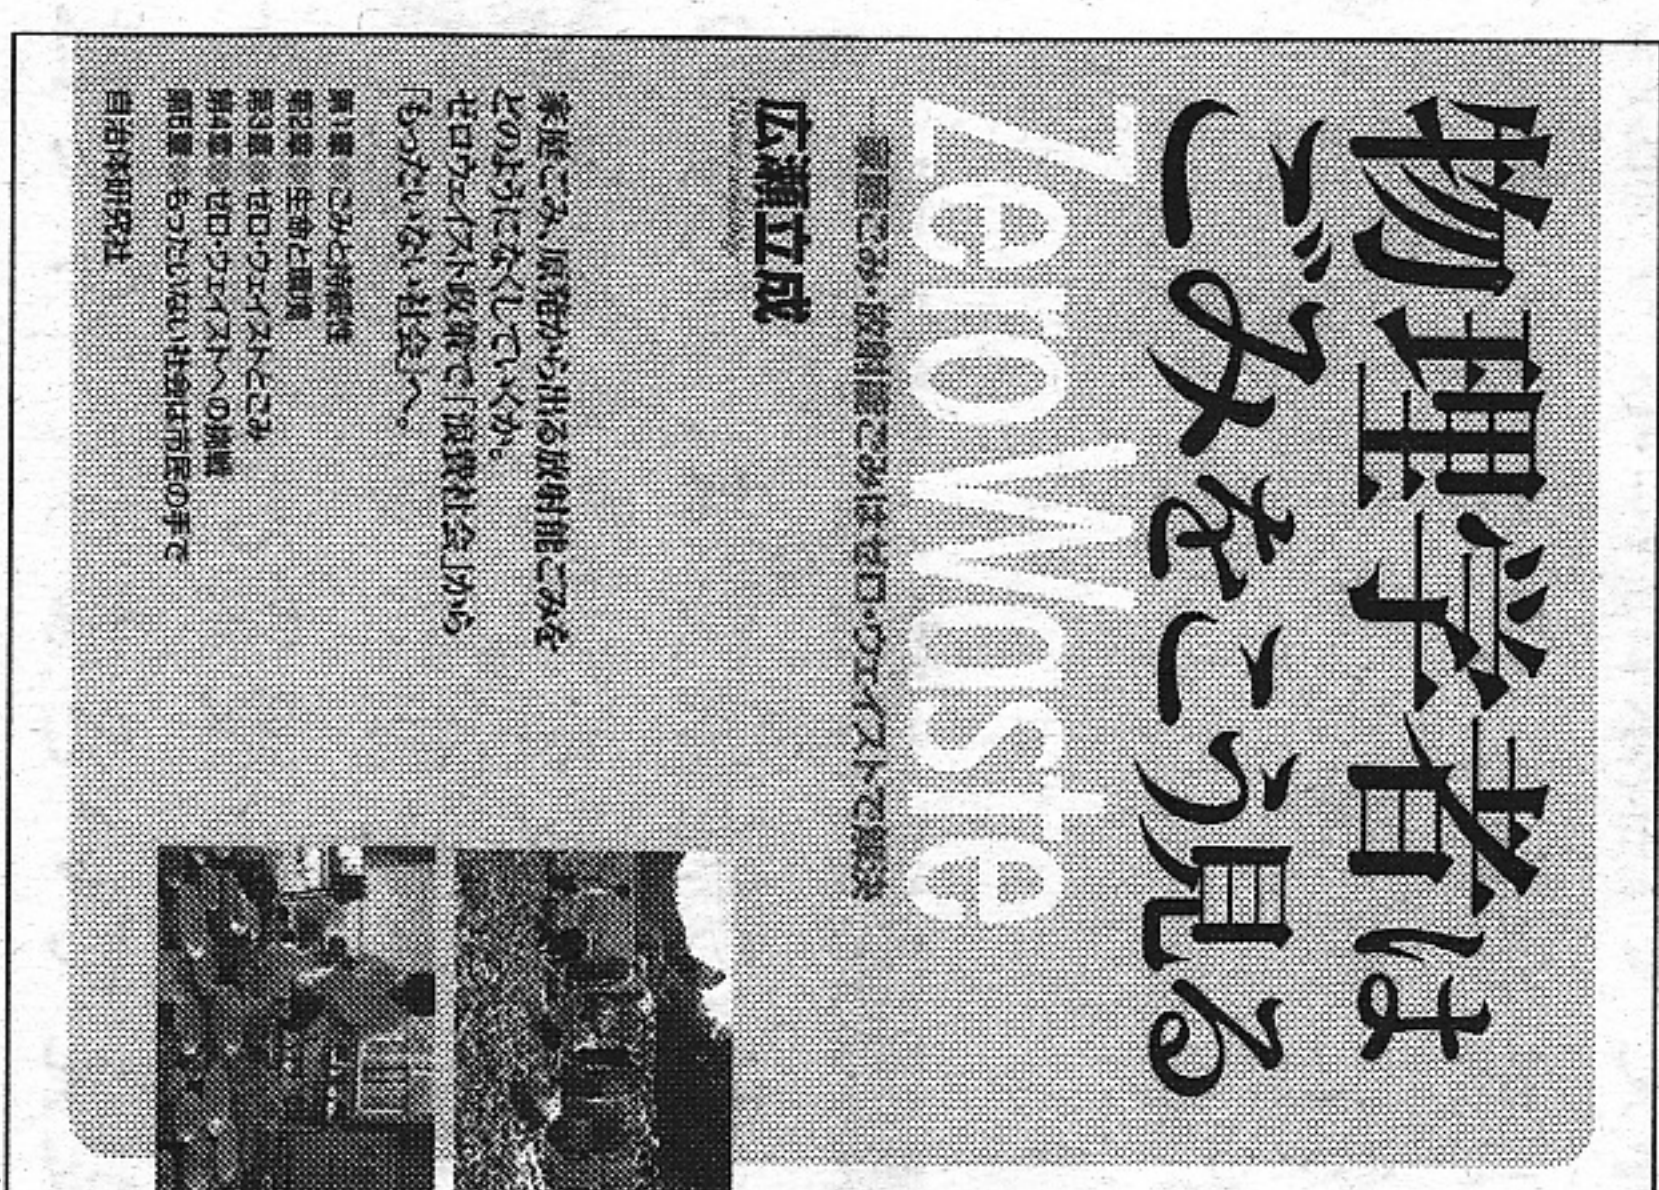 物理学者は
ごみをこう見る
Zero Waste
家庭ごみ・放射能ごみはゼロ・ウェイストで解決
広瀬立成
家庭ごみ、原発から出る放射能ごみを
どのようになくしていくか。
ゼロウェイスト政策で「浪費社会」から
「もったいない社会」へ。
第1章 ごみと芳醇性
第2章 生命と環境
第3章 ゼロ・ウェイストとごみ
第4章 ゼロ・ウェイストへの挑戦
第5章 もったいない社会は市民の手で
自治体研究社